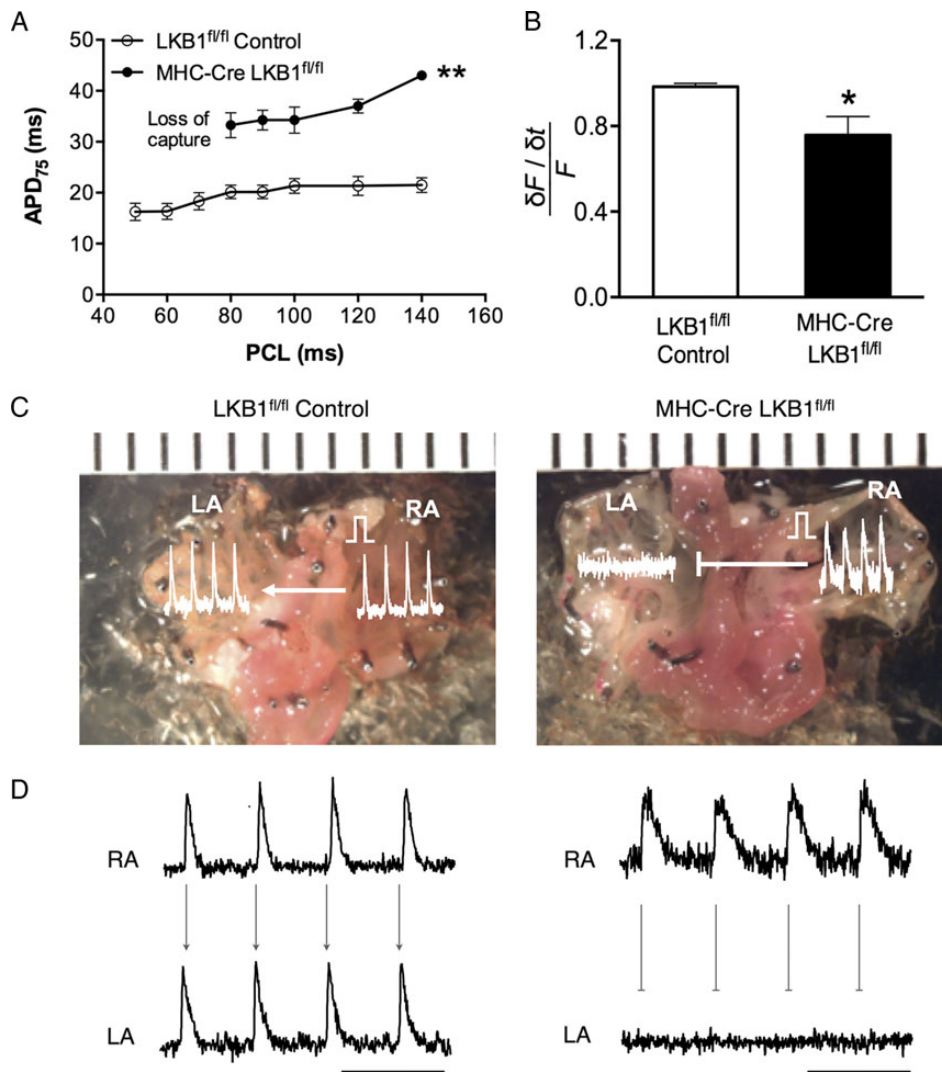 A
50
40
30
20
10
0
APD75 (ms)
LKB1fl/fl Control
MHC-Cre LKB1fl/fl
**
Loss of
capture
40 60 80 100 120 140 160
PCL (ms)
B
1.2
0.8
0.4
0.0
δF / δt
F
*
LKB1fl/fl
Control
MHC-Cre
LKB1fl/fl
C
LKB1fl/fl Control
MHC-Cre LKB1fl/fl
LA
RA
LA
RA
D
RA
LA
RA
LA